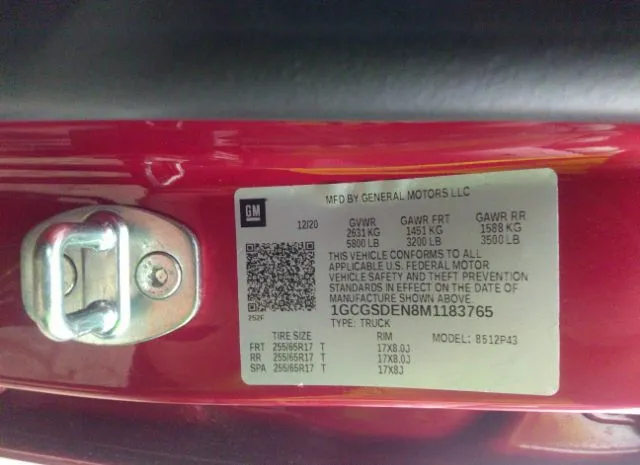 MFD BY GENERAL MOTORS LLC
GM
12/20 GVWR GAWR FRT GAWR RR
2631 KG 1451 KG 1588 KG
5800 LB 3200 LB 3500 LB
THIS VEHICLE CONFORMS TO ALL
APPLICABLE U.S. FEDERAL MOTOR
VEHICLE SAFETY AND THEFT PREVENTION
STANDARDS IN EFFECT ON THE DATE OF
MANUFACTURE SHOWN ABOVE.
1GCGSDEN8M1183765
252F TYPE: TRUCK
TIRE SIZE RIM MODEL: 8512P43
FRT 255/65R17 T 17X8.0J
RR 255/65R17 T 17X8.0J
SPA 255/65R17 T 17X8J